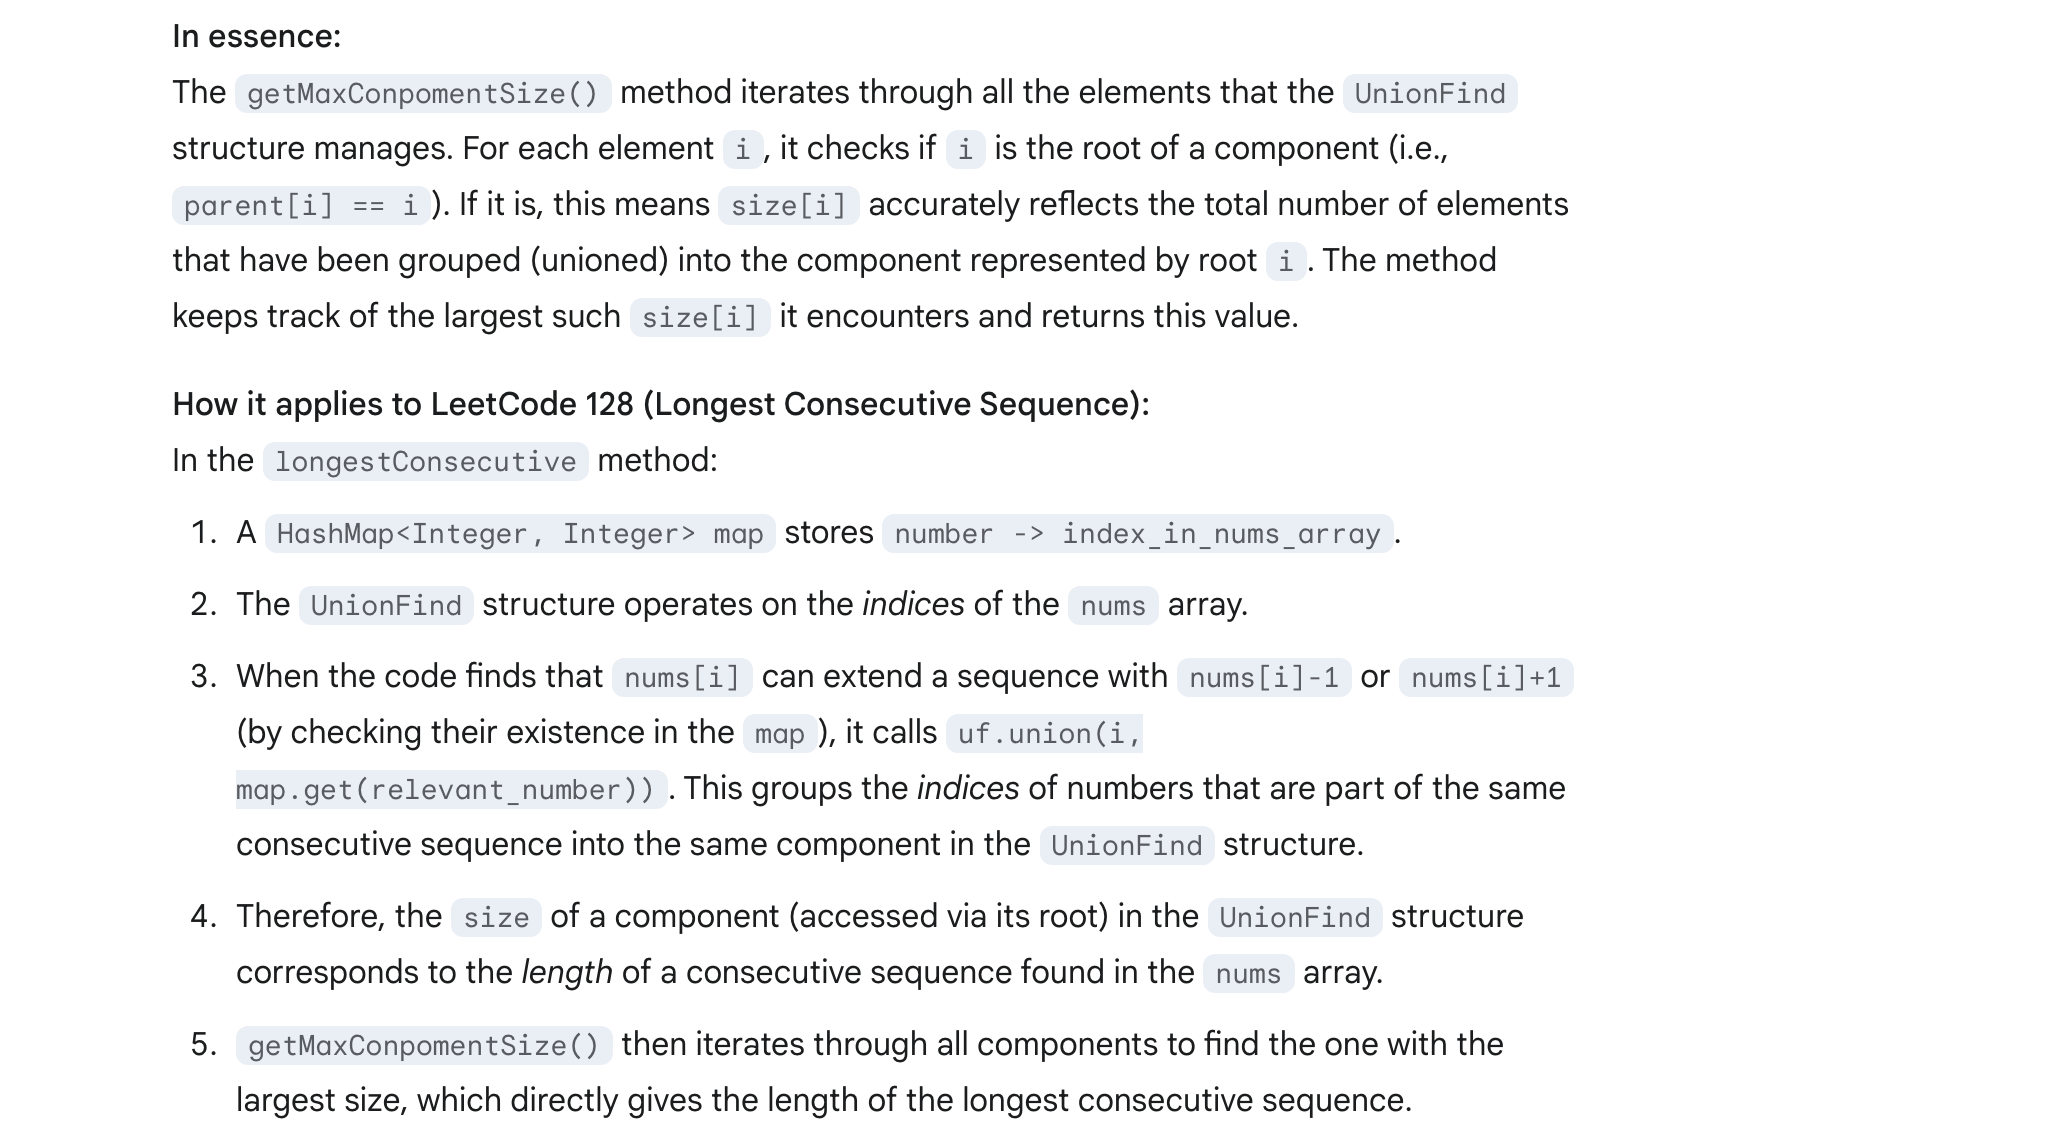 In essence:
The getMaxConpomentSize() method iterates through all the elements that the UnionFind
structure manages. For each element i, it checks if i is the root of a component (i.e.,
parent[i] == i). If it is, this means size[i] accurately reflects the total number of elements
that have been grouped (unioned) into the component represented by root i. The method
keeps track of the largest such size[i] it encounters and returns this value.
How it applies to LeetCode 128 (Longest Consecutive Sequence):
In the longestConsecutive method:
1. A HashMap<Integer, Integer> map stores number -> index_in_nums_array.
2. The UnionFind structure operates on the indices of the nums array.
3. When the code finds that nums[i] can extend a sequence with nums[i]-1 or nums[i]+1
(by checking their existence in the map), it calls uf.union(i,
map.get(relevant_number)). This groups the indices of numbers that are part of the same
consecutive sequence into the same component in the UnionFind structure.
4. Therefore, the size of a component (accessed via its root) in the UnionFind structure
corresponds to the length of a consecutive sequence found in the nums array.
5. getMaxConpomentSize() then iterates through all components to find the one with the
largest size, which directly gives the length of the longest consecutive sequence.